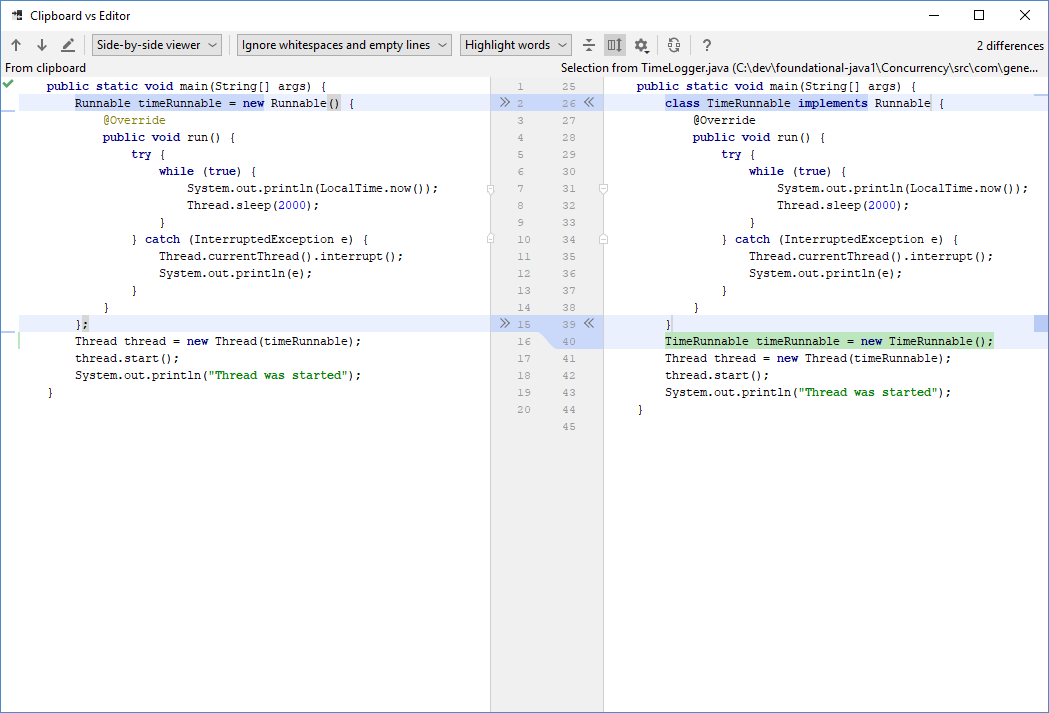 Clipboard vs Editor
Side-by-side viewer Ignore whitespaces and empty lines Highlight words ? 2 differences
From clipboard Selection from TimeLogger.java (C:\dev\foundational-java1\Concurrency\src\com\gene...
public static void main(String[] args) {
Runnable timeRunnable = new Runnable() {
@Override
public void run() {
try {
while (true) {
System.out.println(LocalTime.now());
Thread.sleep(2000);
}
} catch (InterruptedException e) {
Thread.currentThread().interrupt();
System.out.println(e);
}
}
};
Thread thread = new Thread(timeRunnable);
thread.start();
System.out.println("Thread was started");
}
1 25
2 26
3 27
4 28
5 29
6 30
7 31
8 32
9 33
10 34
11 35
12 36
13 37
14 38
15 39
16 40
17 41
18 42
19 43
20 44
45
public static void main(String[] args) {
class TimeRunnable implements Runnable {
@Override
public void run() {
try {
while (true) {
System.out.println(LocalTime.now());
Thread.sleep(2000);
}
} catch (InterruptedException e) {
Thread.currentThread().interrupt();
System.out.println(e);
}
}
}
TimeRunnable timeRunnable = new TimeRunnable();
Thread thread = new Thread(timeRunnable);
thread.start();
System.out.println("Thread was started");
}